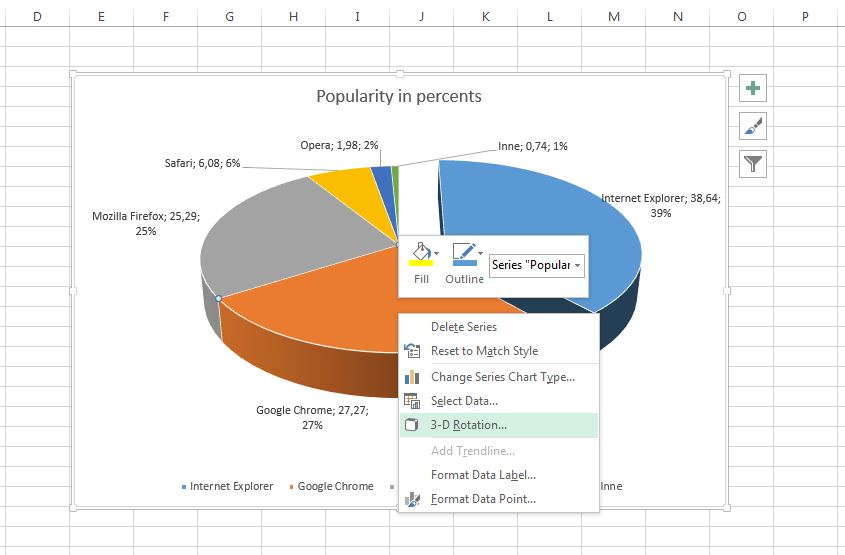 D E F G H I J K L M N O P
Popularity in percents
Opera; 1,98; 2%
Inne; 0,74; 1%
Safari; 6,08; 6%
Internet Explorer; 38,64;
39%
Mozilla Firefox; 25,29;
25%
Fill Outline Series "Popular
Delete Series
Reset to Match Style
Change Series Chart Type...
Select Data...
3-D Rotation...
Add Trendline...
Format Data Label...
Format Data Point...
Google Chrome; 27,27;
27%
Internet Explorer Google Chrome Inne